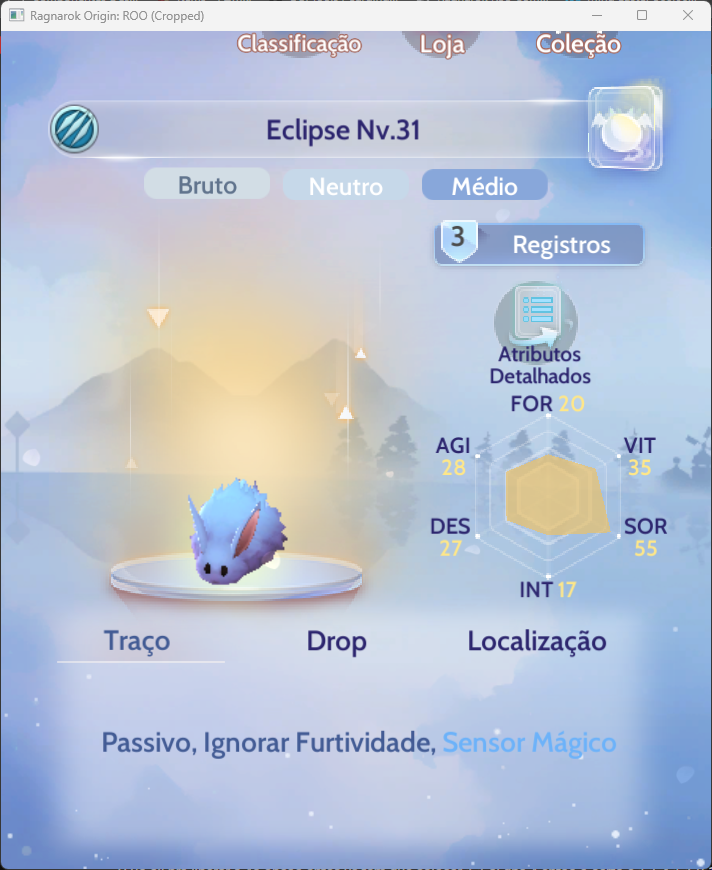 Ragnarok Origin: ROO (Cropped)
Classificação
Loja
Coleção
Eclipse Nv.31
Bruto
Neutro
Médio
3
Registros
Atributos
Detalhados
FOR 20
AGI
28
VIT
35
DES
27
SOR
55
INT 17
Traço
Drop
Localização
Passivo, Ignorar Furtividade, Sensor Mágico